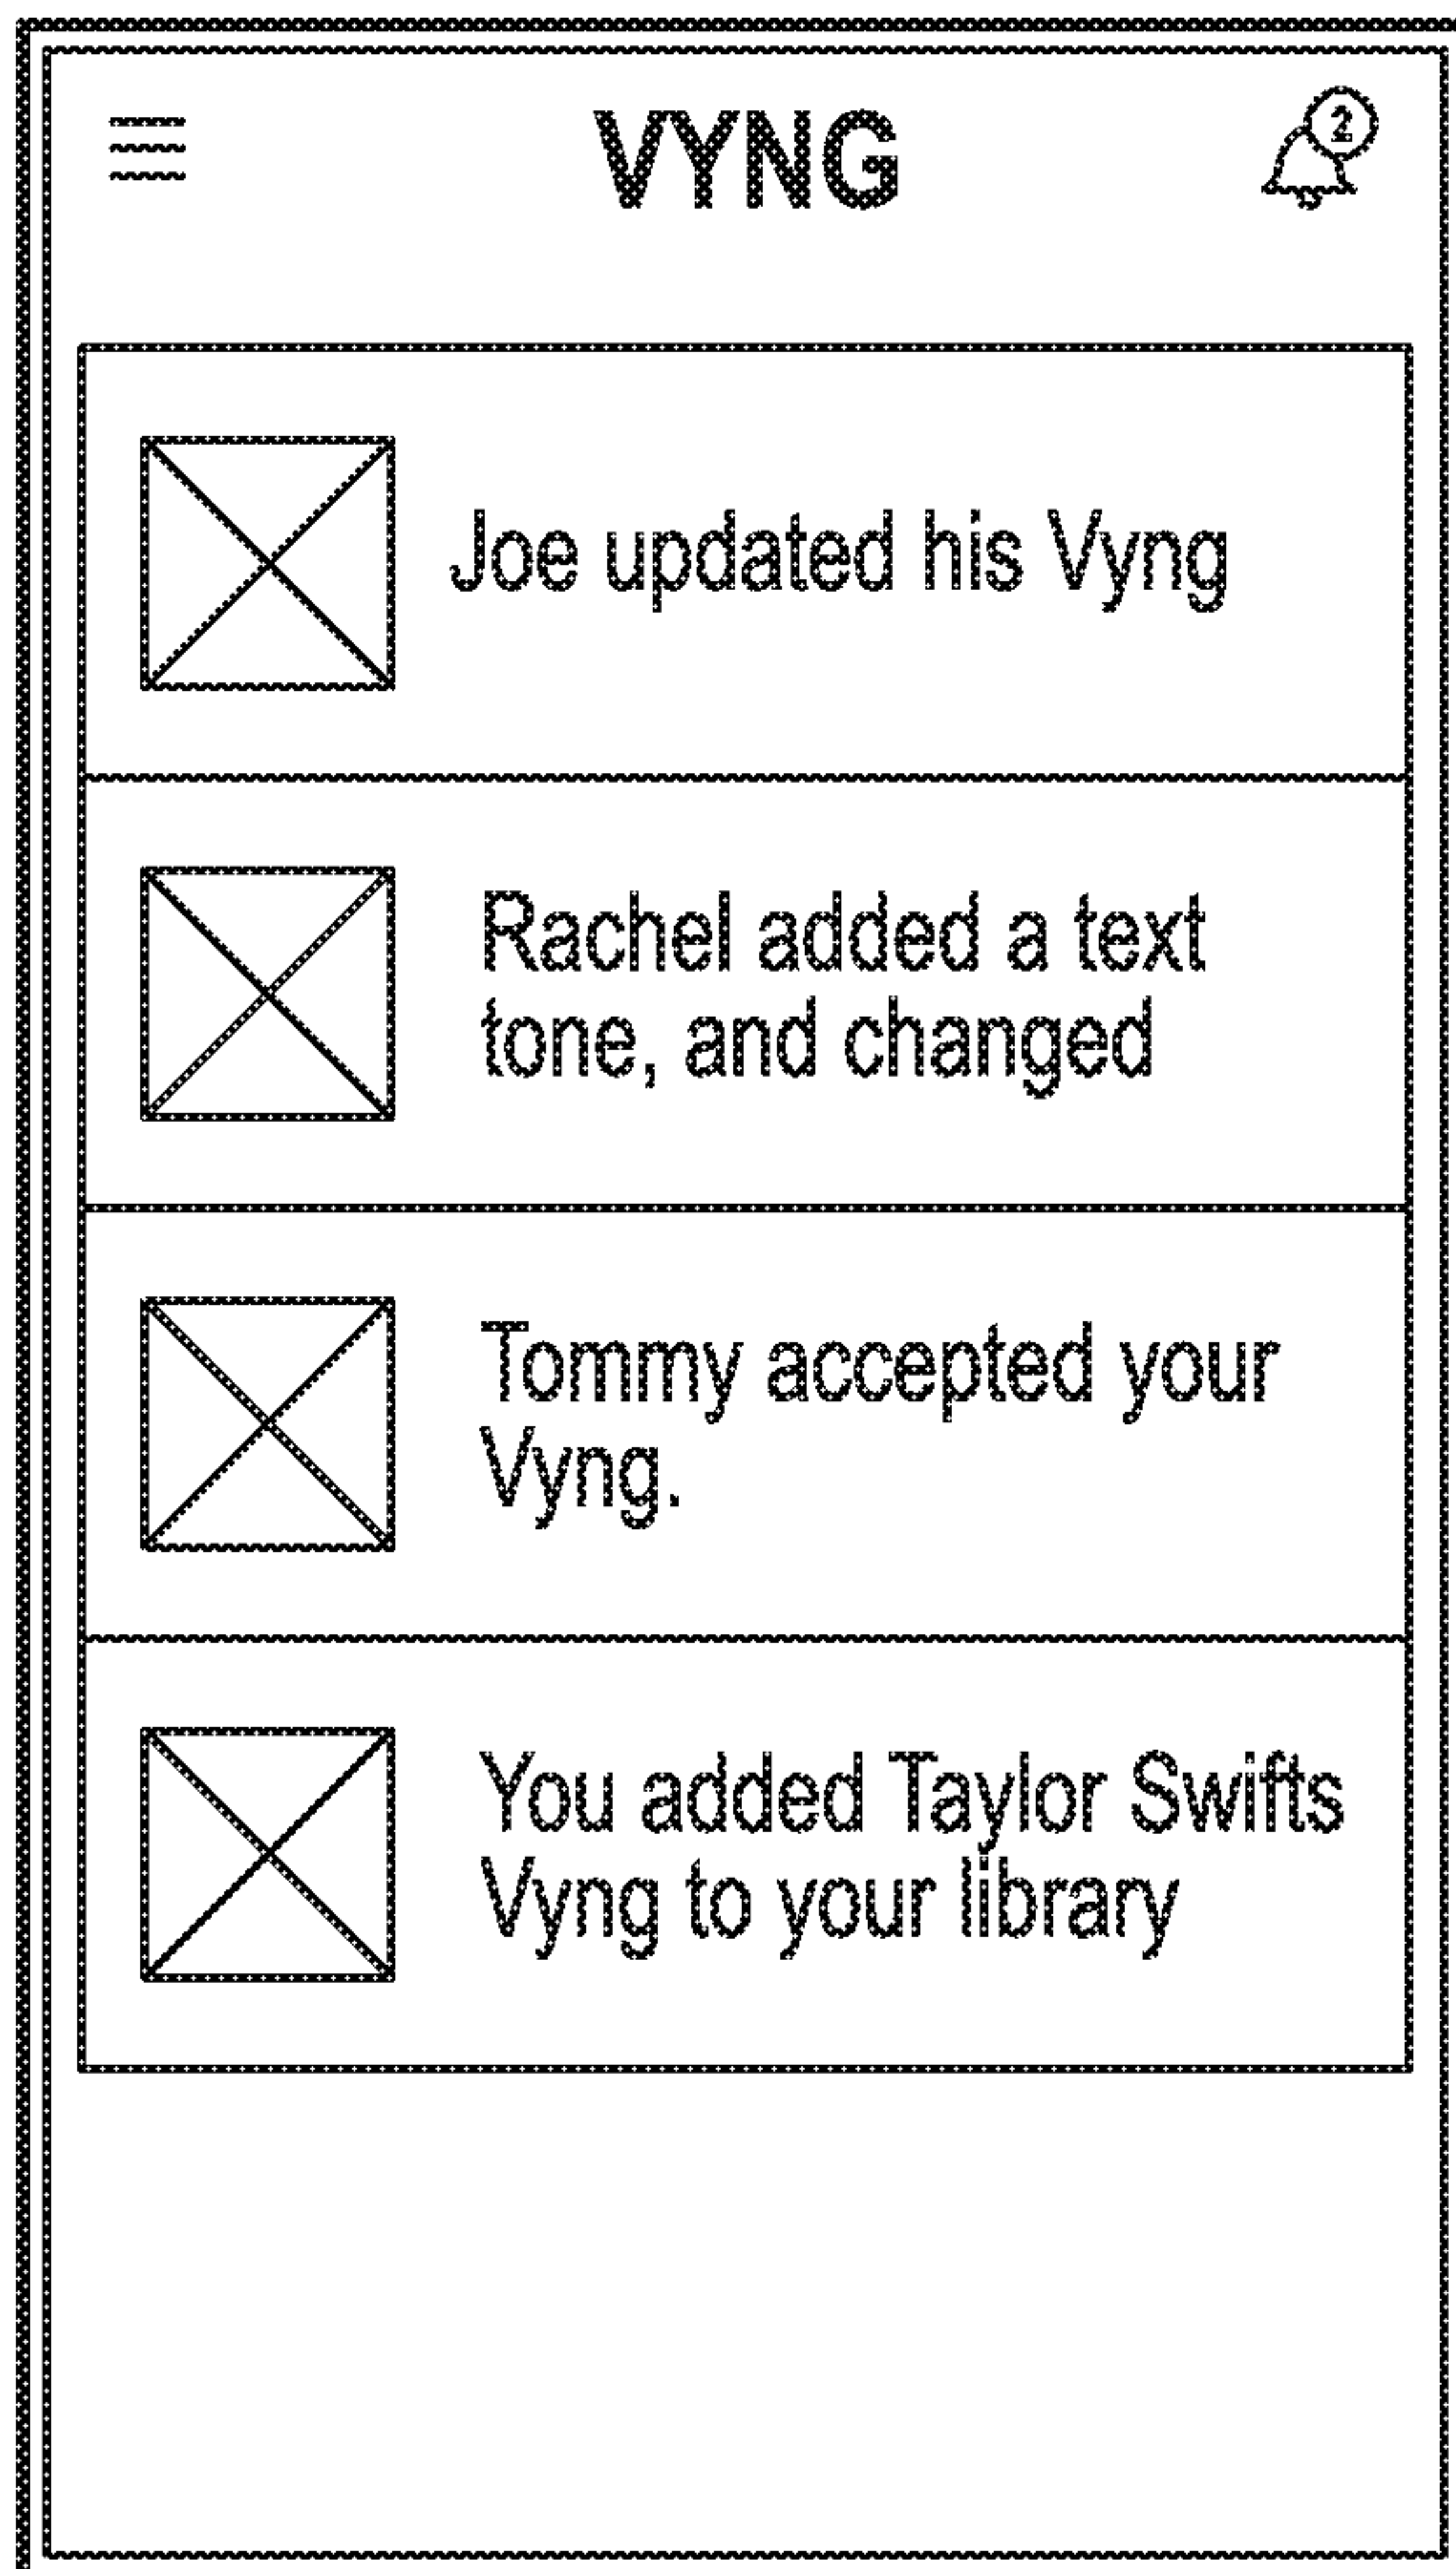 VYNG
2
Joe updated his Vyng
Rachel added a text
tone, and changed
Tommy accepted your
Vyng.
You added Taylor Swifts
Vyng to your library